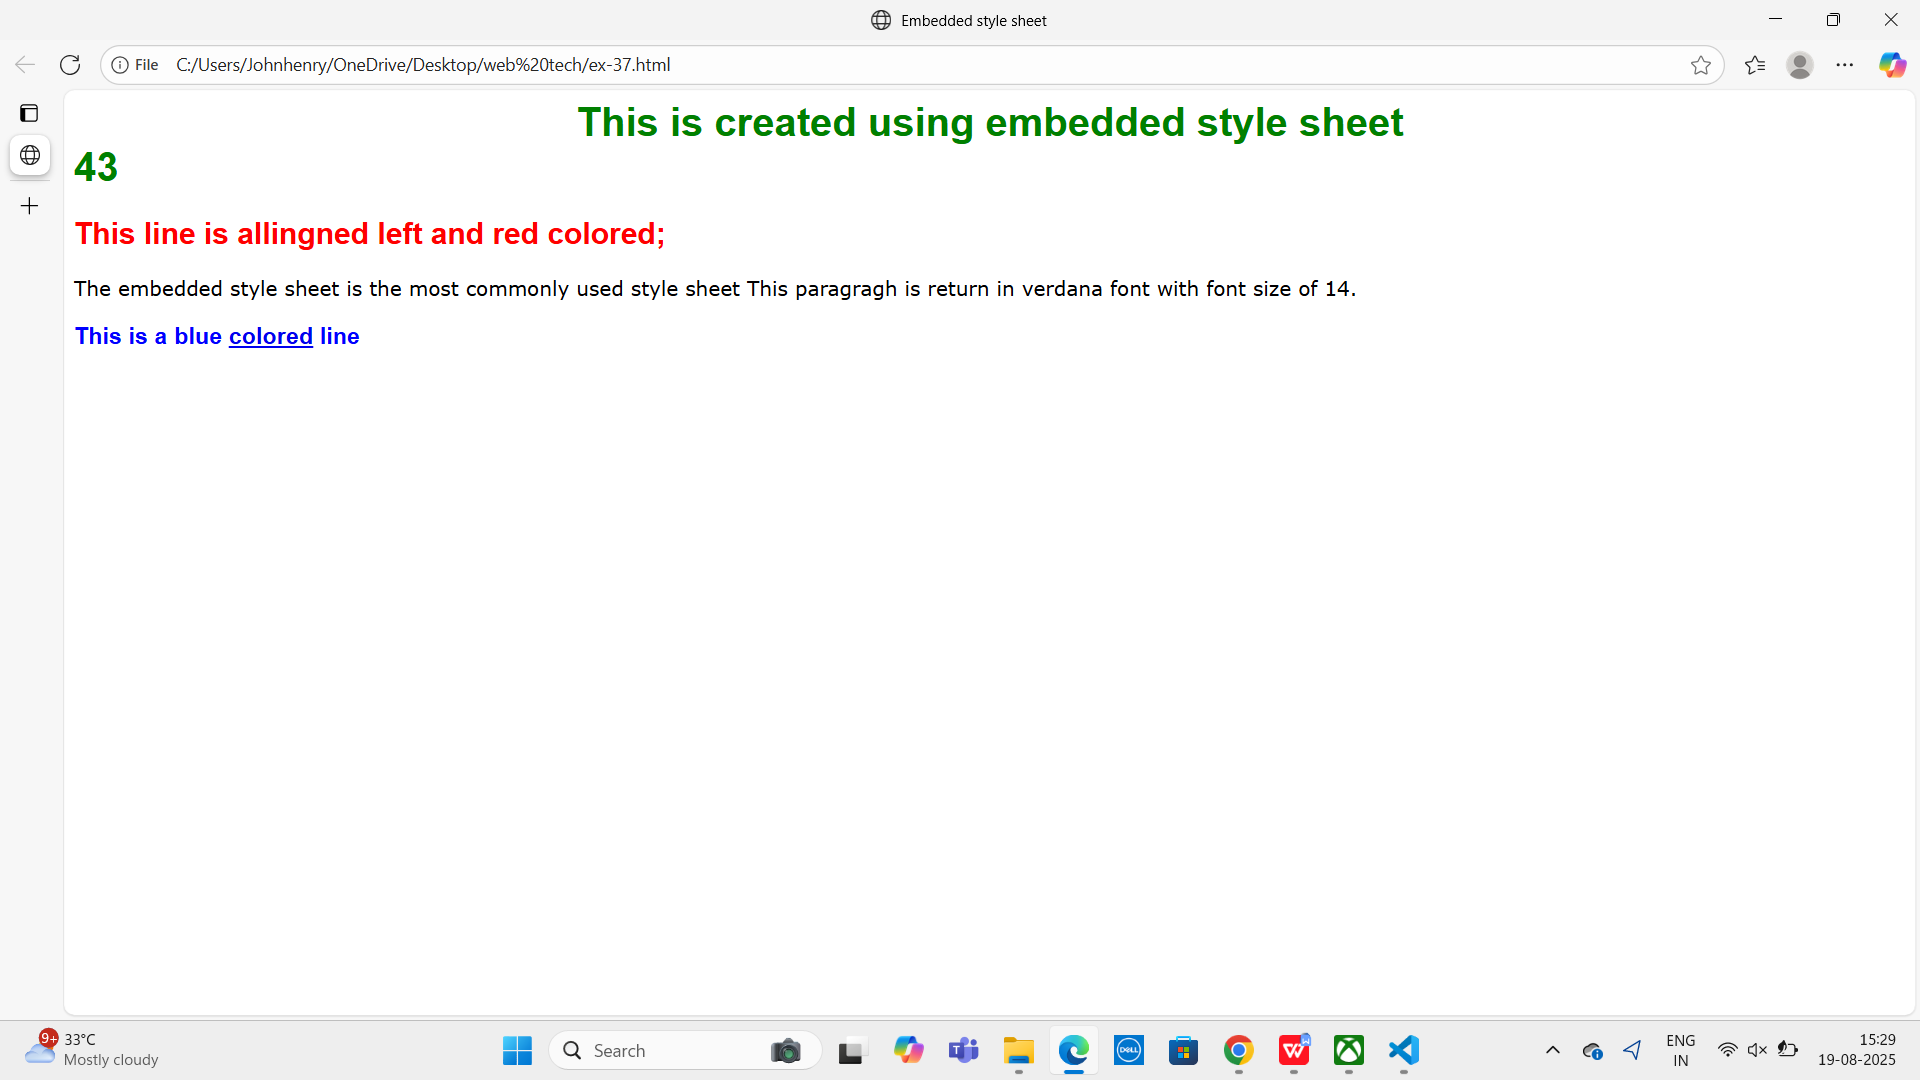 Embedded style sheet
File C:/Users/Johnhenry/OneDrive/Desktop/web%20tech/ex-37.html
This is created using embedded style sheet
43
This line is allingned left and red colored;
The embedded style sheet is the most commonly used style sheet This paragragh is return in verdana font with font size of 14.
This is a blue colored line
9+ 33°C
Mostly cloudy
Search
DELL
ENG
IN
15:29
19-08-2025